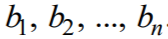 b₁, b₂, ..., bₙ.